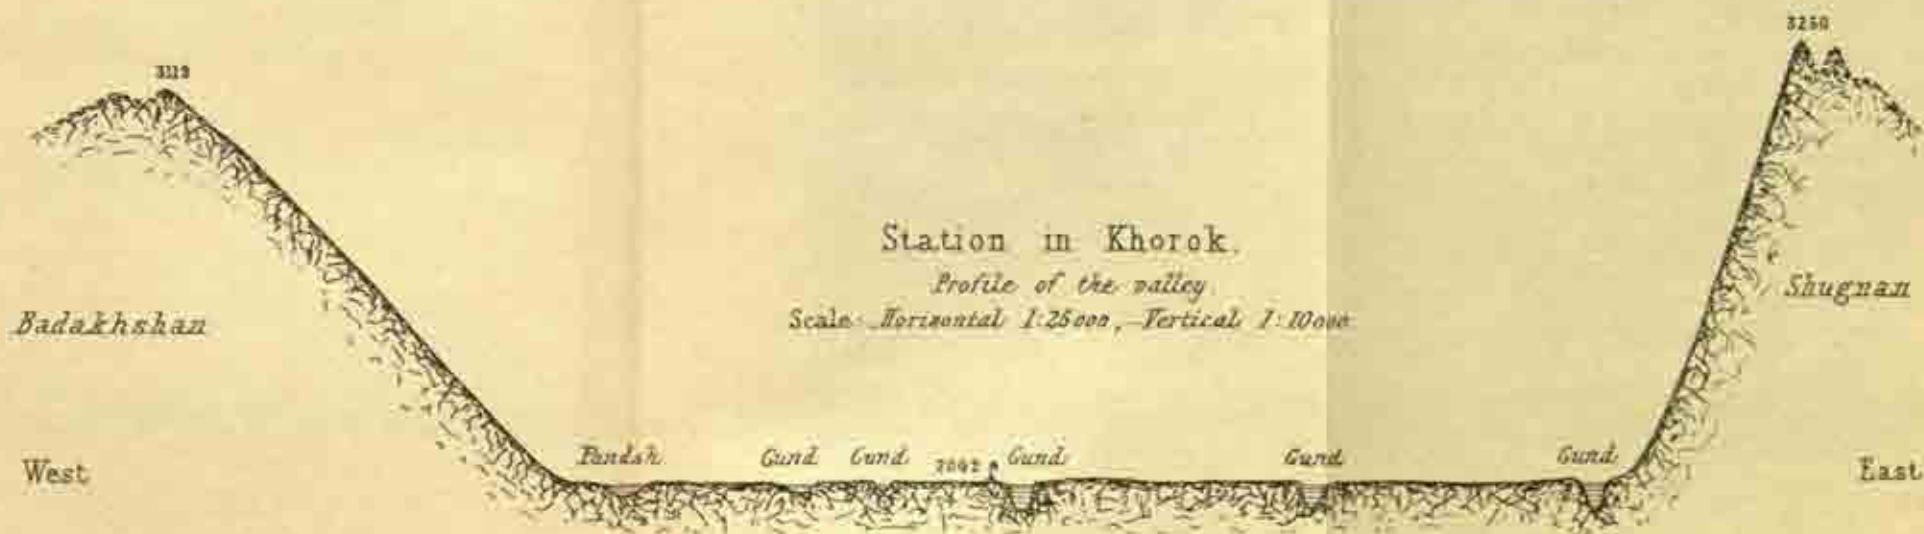 3250
3119
Station in Khorok.
Profile of the valley.
Scale: Horizontal 1:25000, Vertical 1:10000
Badakhshan
Shugnan
Pandsh Gund Gund Gund Gund Gund
West
East